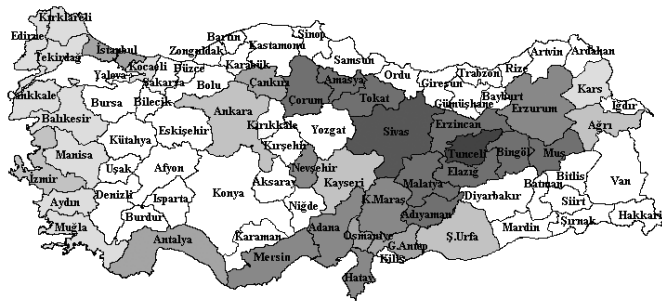 Kırklareli
Edirne
Tekirdağ
İstanbul
Kocaeli
Yalova
Sakarya
Düzce
Zonguldak
Bartın
Karabük
Kastamonu
Sinop
Samsun
Ordu
Giresun
Trabzon
Rize
Artvin
Ardahan
Kars
Iğdır
Ağrı
Çankkale
Balıkesir
Bursa
Bilecik
Bolu
Çankırı
Çorum
Amasya
Tokat
Gümüşhane
Bayburt
Erzurum
Erzincan
Sivas
Yozgat
Kırıkkale
Ankara
Eskişehir
Kütahya
Manisa
İzmir
Uşak
Afyon
Kırşehir
Nevşehir
Kayseri
Aksaray
Niğde
Konya
Tunceli
Bingöl
Muş
Elazığ
Malatya
Bitlis
Van
Batman
Siirt
Diyarbakır
Hakkari
Şırnak
Mardin
Ş.Urfa
Adıyaman
K.Maraş
G.Antep
Kilis
Osmaniye
Hatay
Adana
Mersin
Karaman
Antalya
Isparta
Burdur
Denizli
Aydın
Muğla